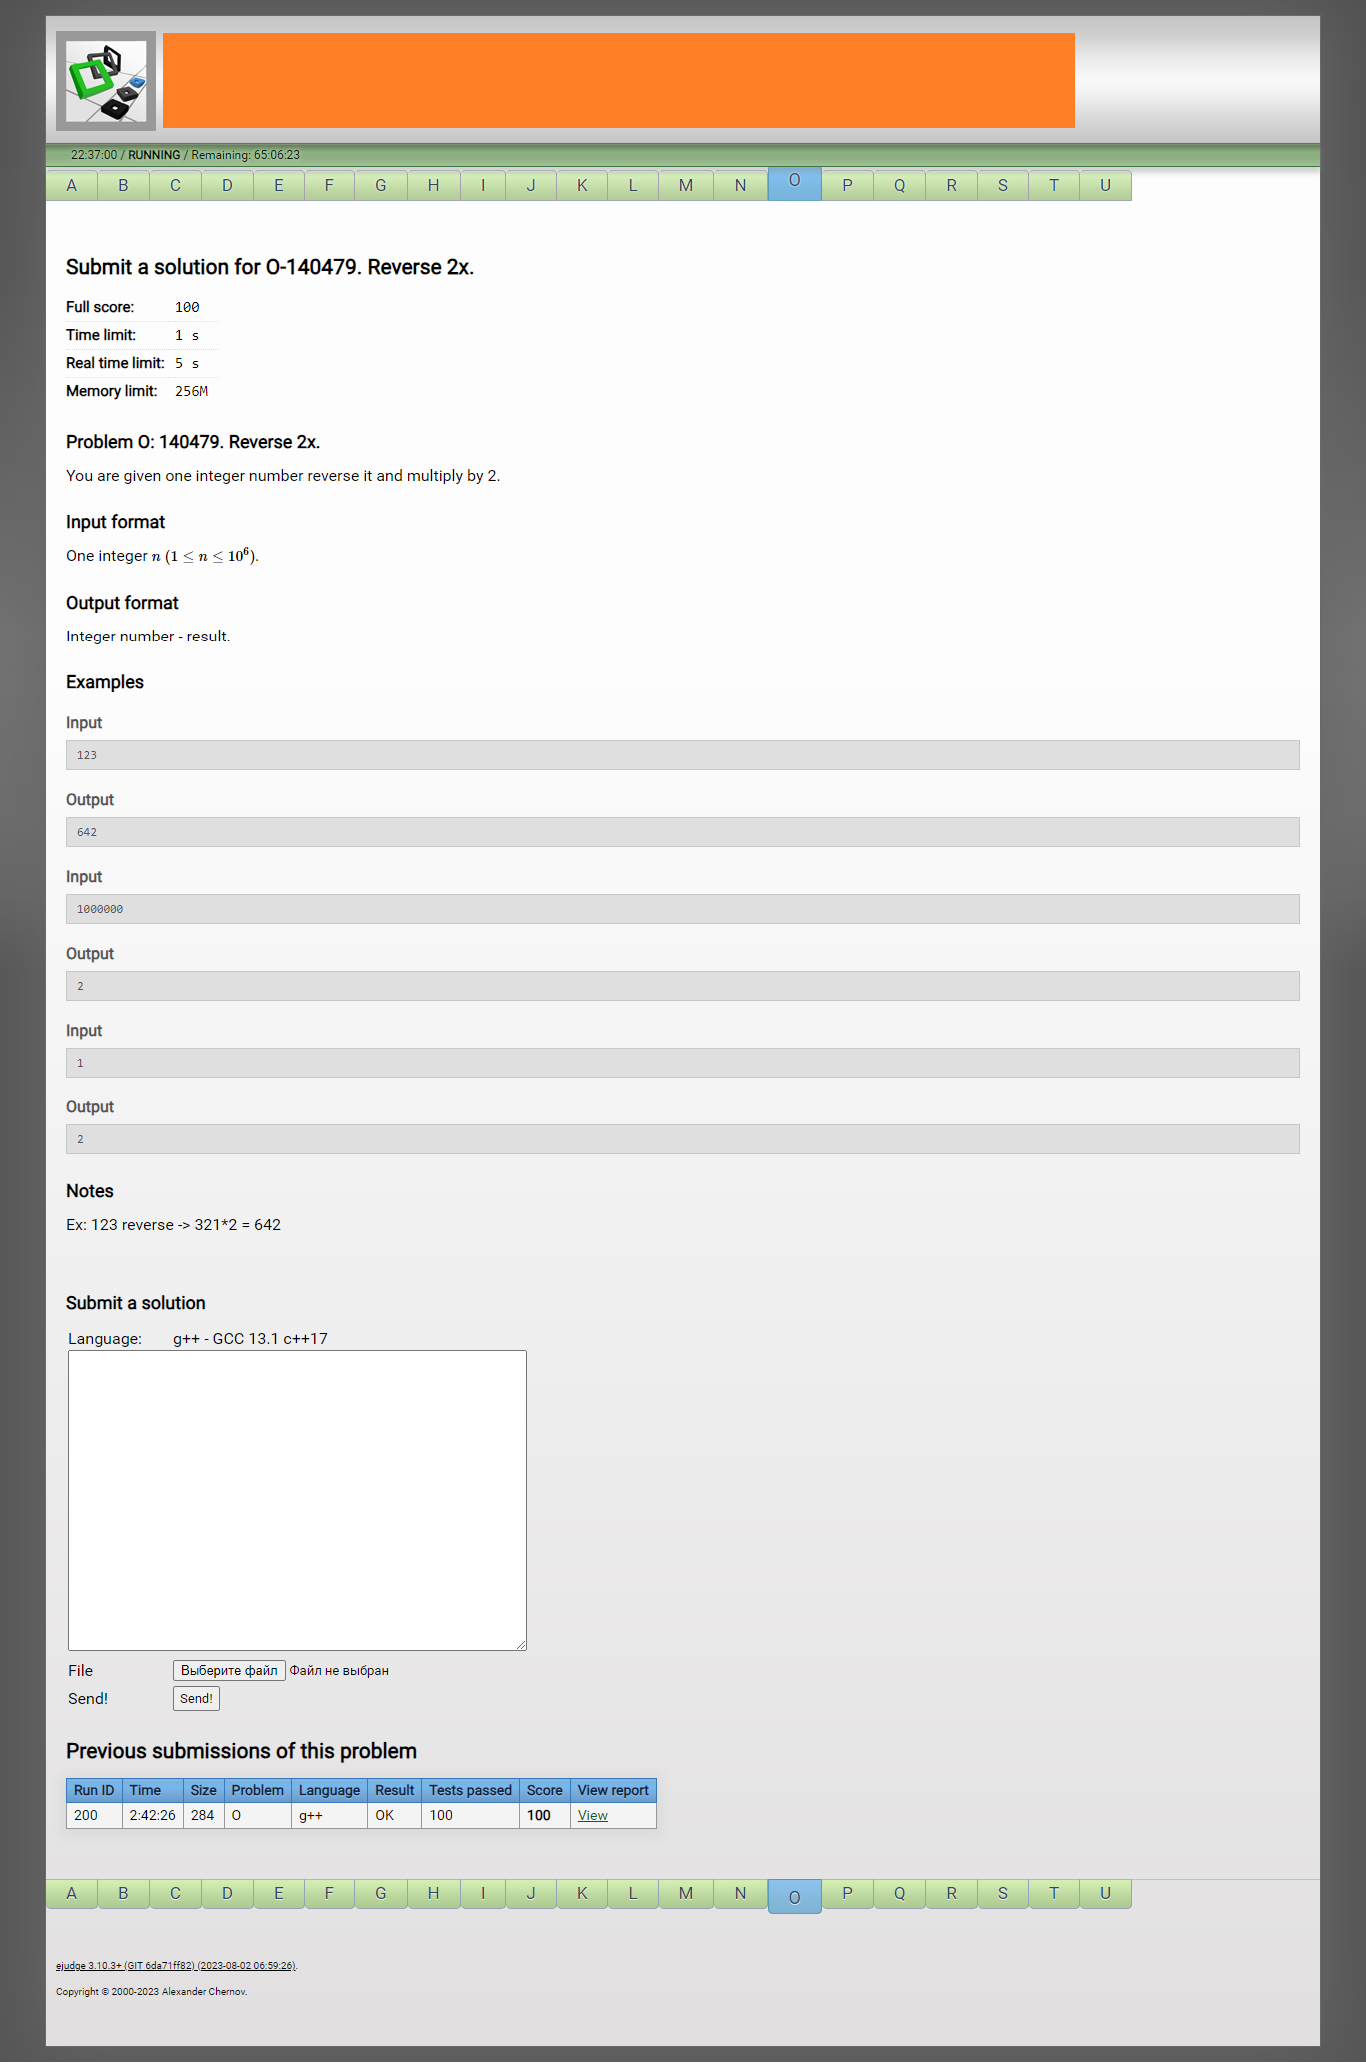 22:37:00 / RUNNING / Remaining: 65:06:23
A B C D E F G H I J K L M N O P Q R S T U
Submit a solution for O-140479. Reverse 2x.
Full score: 100
Time limit: 1 s
Real time limit: 5 s
Memory limit: 256M
Problem O: 140479. Reverse 2x.
You are given one integer number reverse it and multiply by 2.
Input format
One integer n (1 ≤ n ≤ 10⁶).
Output format
Integer number - result.
Examples
Input
123
Output
642
Input
1000000
Output
2
Input
1
Output
2
Notes
Ex: 123 reverse -> 321*2 = 642
Submit a solution
Language: g++ - GCC 13.1 c++17
File Выберите файл Файл не выбран
Send! Send!
Previous submissions of this problem
Run ID Time Size Problem Language Result Tests passed Score View report
200 2:42:26 284 O g++ OK 100 100 View
A B C D E F G H I J K L M N O P Q R S T U
ejudge 3.10.3+ (GIT 6da71ff82) (2023-08-02 06:59:26).
Copyright © 2000-2023 Alexander Chernov.